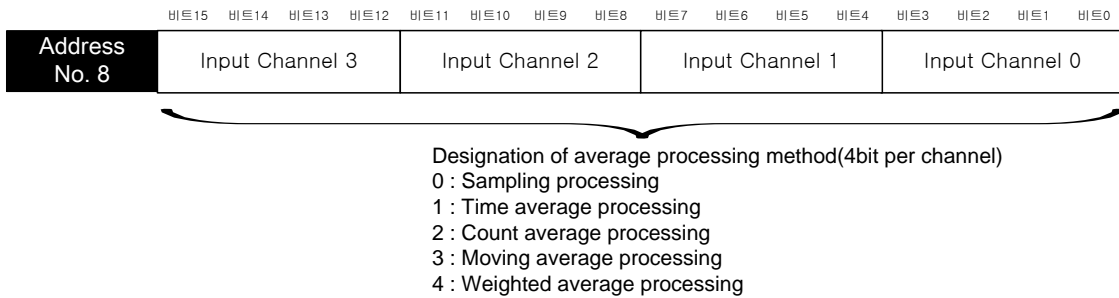 비트15 비트14 비트13 비트12 비트11 비트10 비트9 비트8 비트7 비트6 비트5 비트4 비트3 비트2 비트1 비트0
Address
No. 8
Input Channel 3 Input Channel 2 Input Channel 1 Input Channel 0
Designation of average processing method(4bit per channel)
0 : Sampling processing
1 : Time average processing
2 : Count average processing
3 : Moving average processing
4 : Weighted average processing